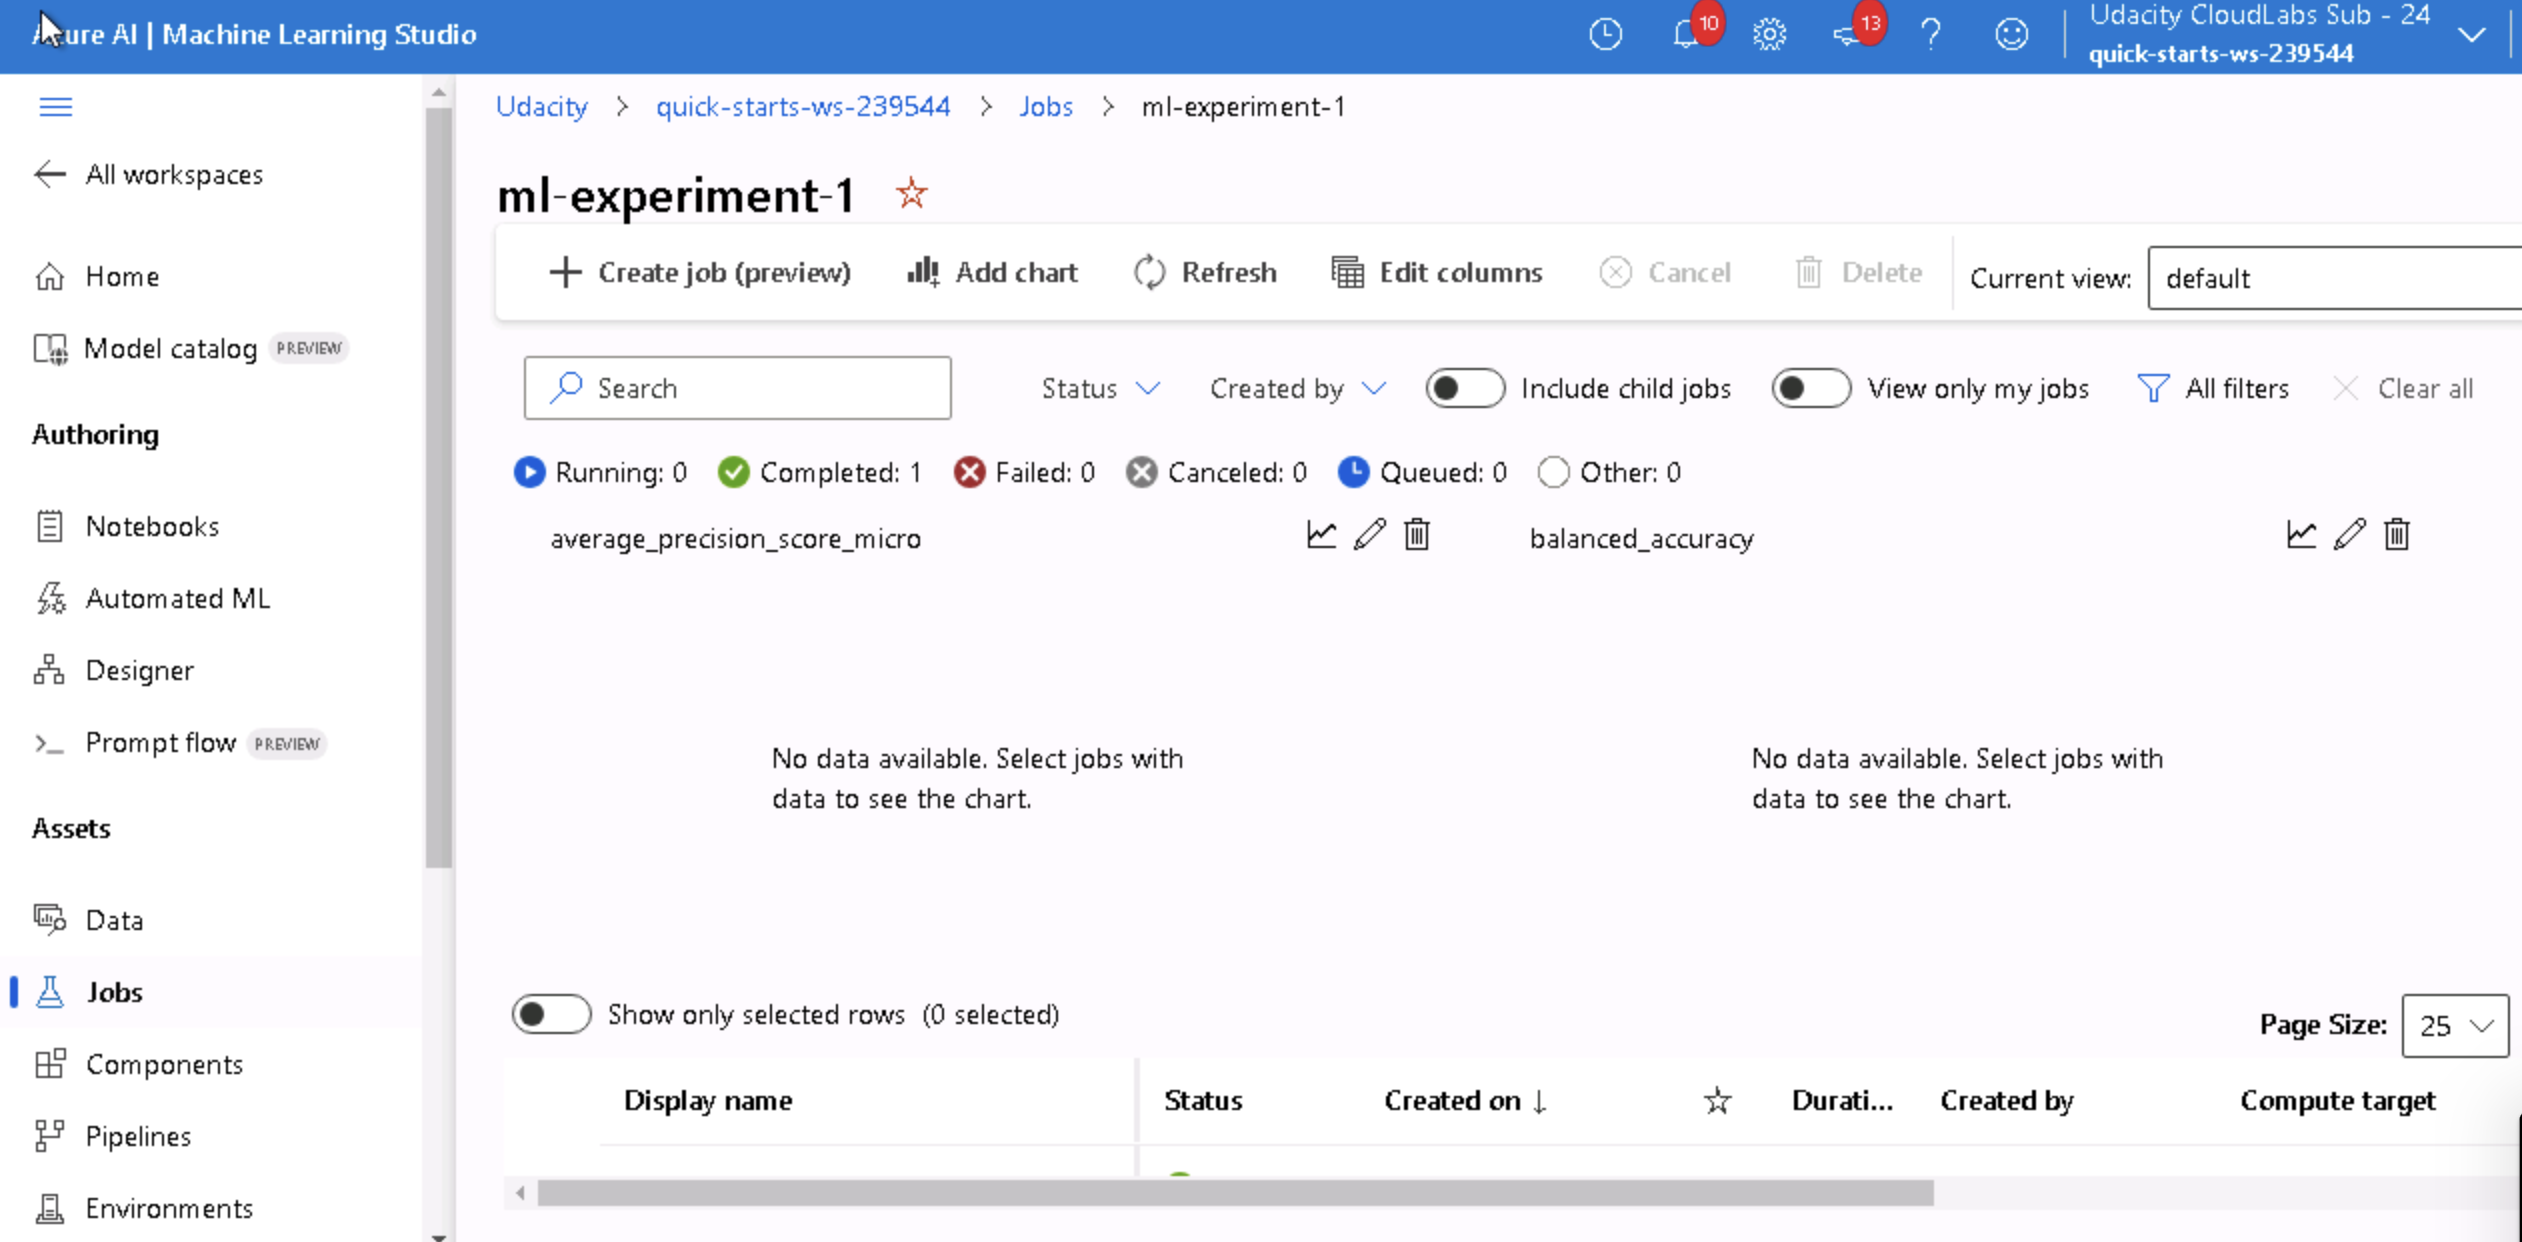 Azure AI | Machine Learning Studio
10
13
Udacity CloudLabs Sub - 24
quick-starts-ws-239544
All workspaces
Home
Model catalog PREVIEW
Authoring
Notebooks
Automated ML
Designer
Prompt flow PREVIEW
Assets
Data
Jobs
Components
Pipelines
Environments
Udacity > quick-starts-ws-239544 > Jobs > ml-experiment-1
ml-experiment-1
Create job (preview) Add chart Refresh Edit columns Cancel Delete Current view: default
Search Status Created by Include child jobs View only my jobs All filters Clear all
Running: 0 Completed: 1 Failed: 0 Canceled: 0 Queued: 0 Other: 0
average_precision_score_micro
No data available. Select jobs with
data to see the chart.
balanced_accuracy
No data available. Select jobs with
data to see the chart.
Show only selected rows (0 selected)
Page Size: 25
Display name Status Created on ↓ Durati... Created by Compute target